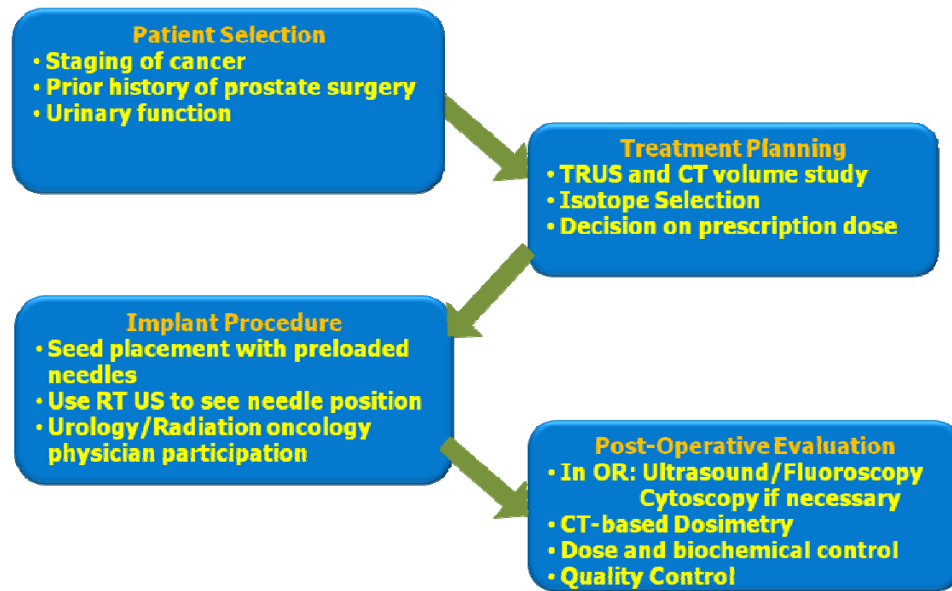 Patient Selection
• Staging of cancer
• Prior history of prostate surgery
• Urinary function
Treatment Planning
• TRUS and CT volume study
• Isotope Selection
• Decision on prescription dose
Implant Procedure
• Seed placement with preloaded
needles
• Use RT US to see needle position
• Urology/Radiation oncology
physician participation
Post-Operative Evaluation
• In OR: Ultrasound/Fluoroscopy
Cytoscopy if necessary
• CT-based Dosimetry
• Dose and biochemical control
• Quality Control